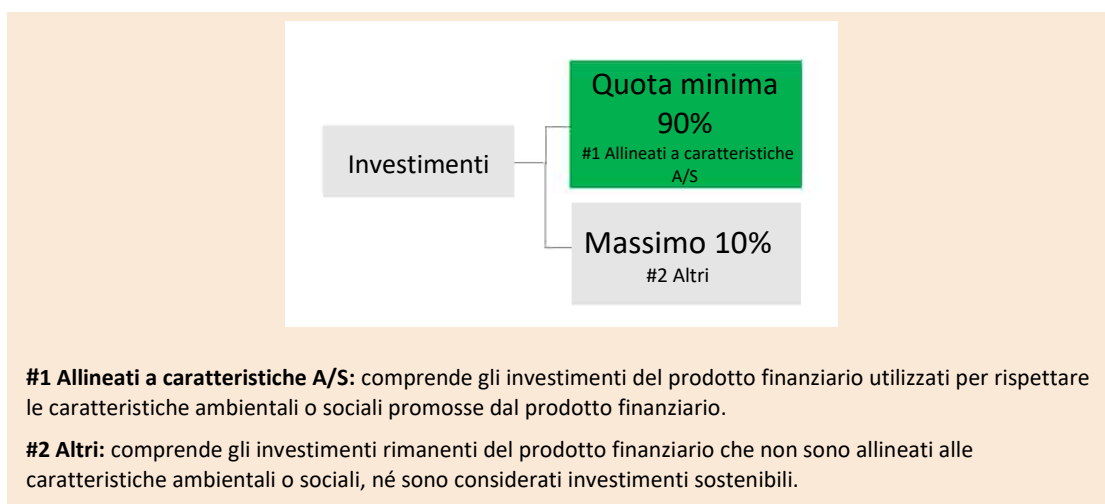 Quota minima
90%
#1 Allineati a caratteristiche
A/S
Investimenti
Massimo 10%
#2 Altri
#1 Allineati a caratteristiche A/S: comprende gli investimenti del prodotto finanziario utilizzati per rispettare
le caratteristiche ambientali o sociali promosse dal prodotto finanziario.
#2 Altri: comprende gli investimenti rimanenti del prodotto finanziario che non sono allineati alle
caratteristiche ambientali o sociali, né sono considerati investimenti sostenibili.